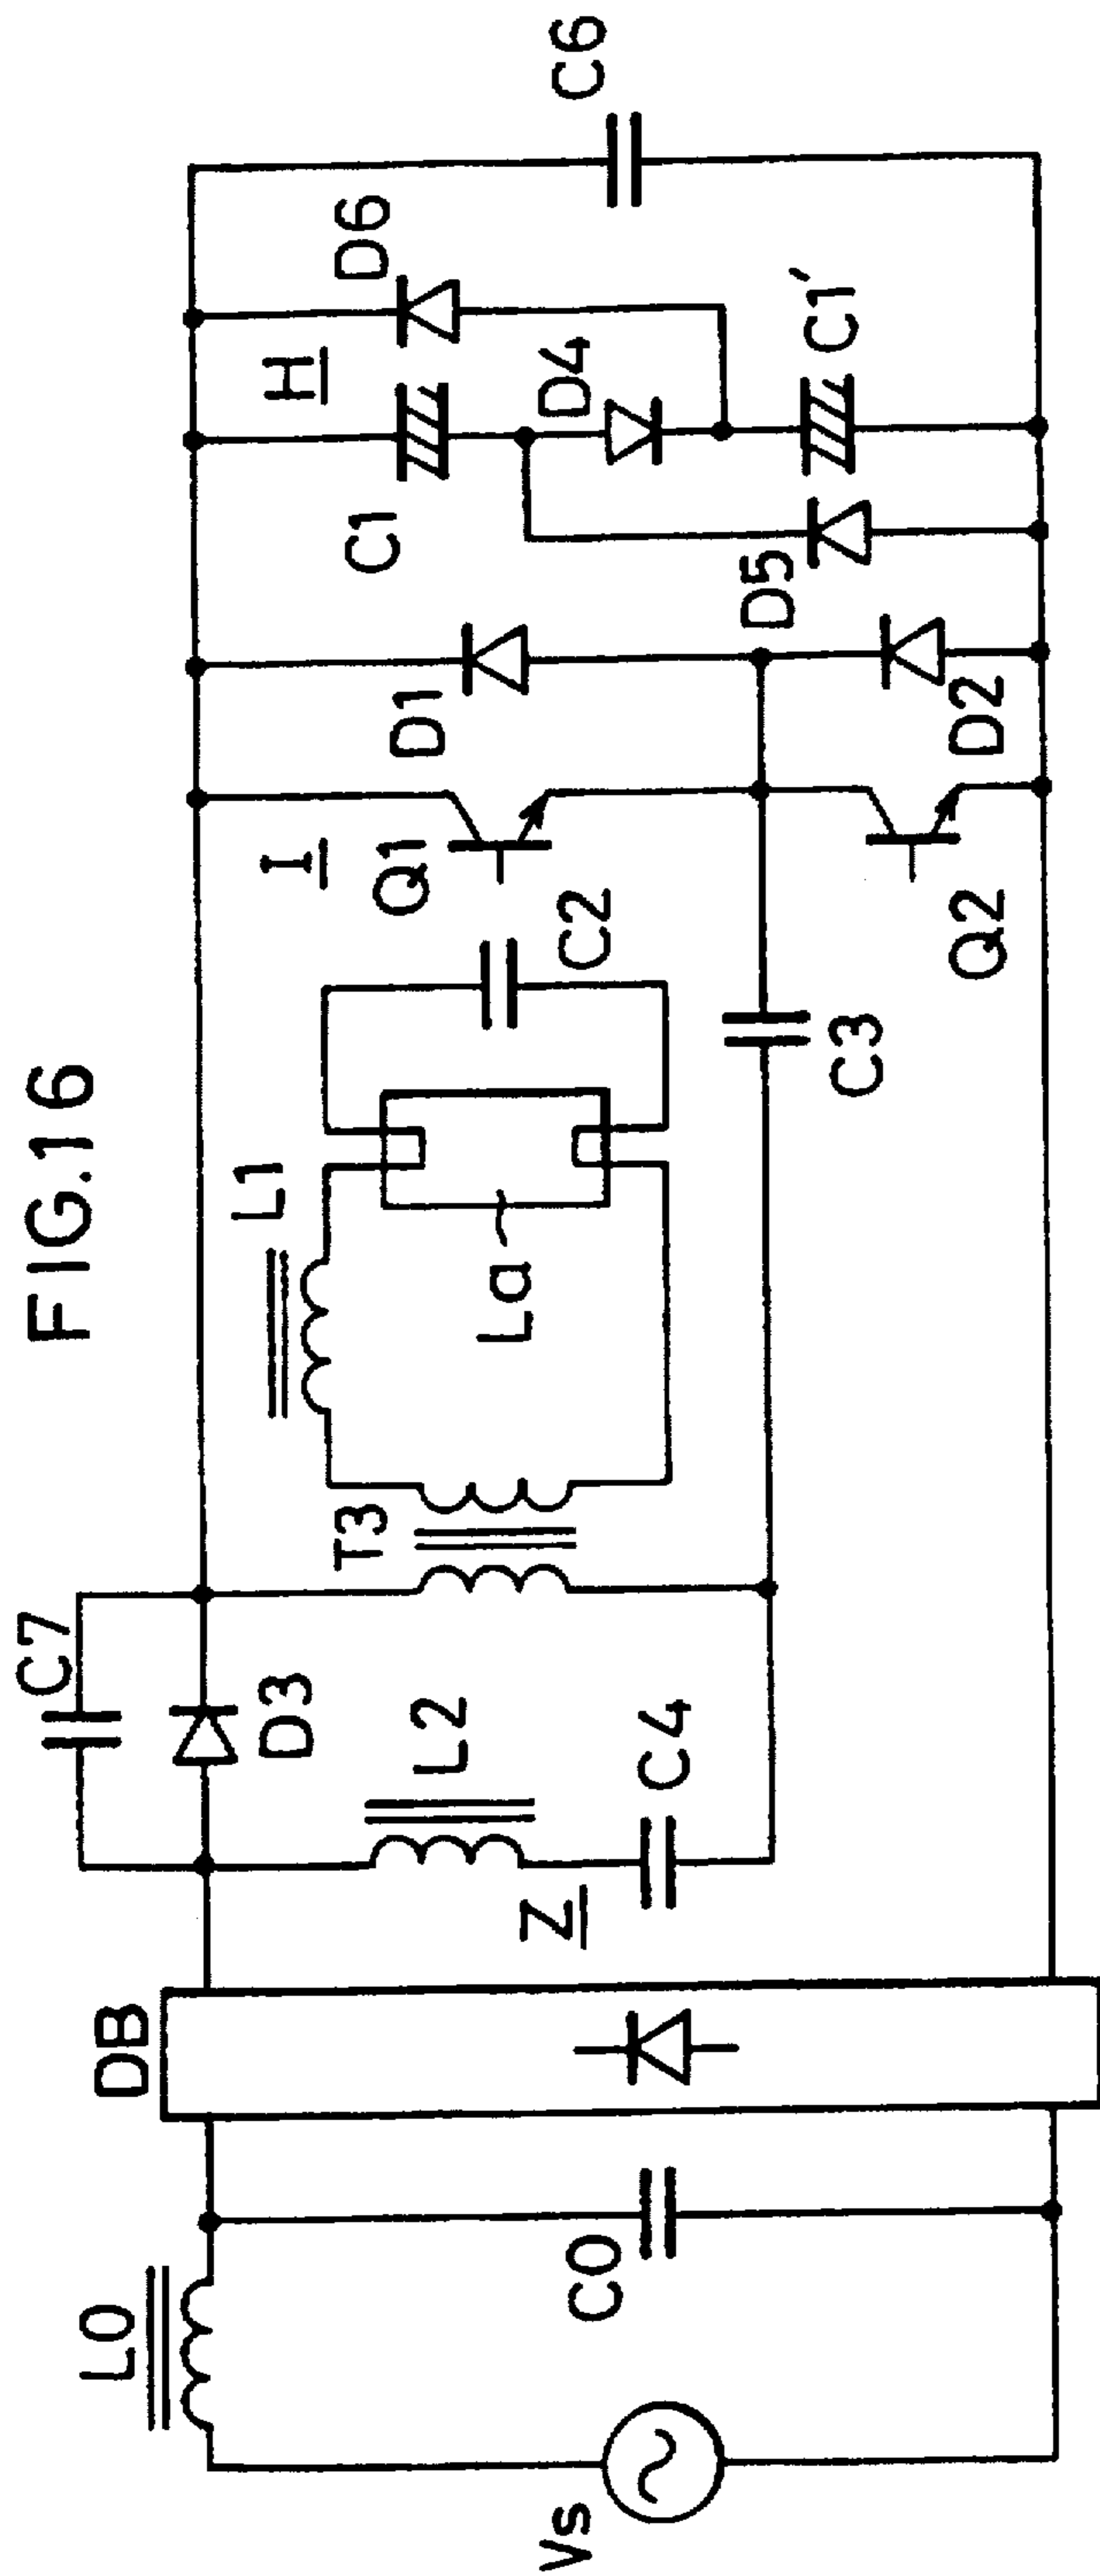 FIG.16
Vs
L0
C0
DB
Z
L2
C4
C7
D3
T3
L1
La
C2
C3
I
Q1
Q2
D1
D2
H
C1
D5
D4
D6
C1′
C6